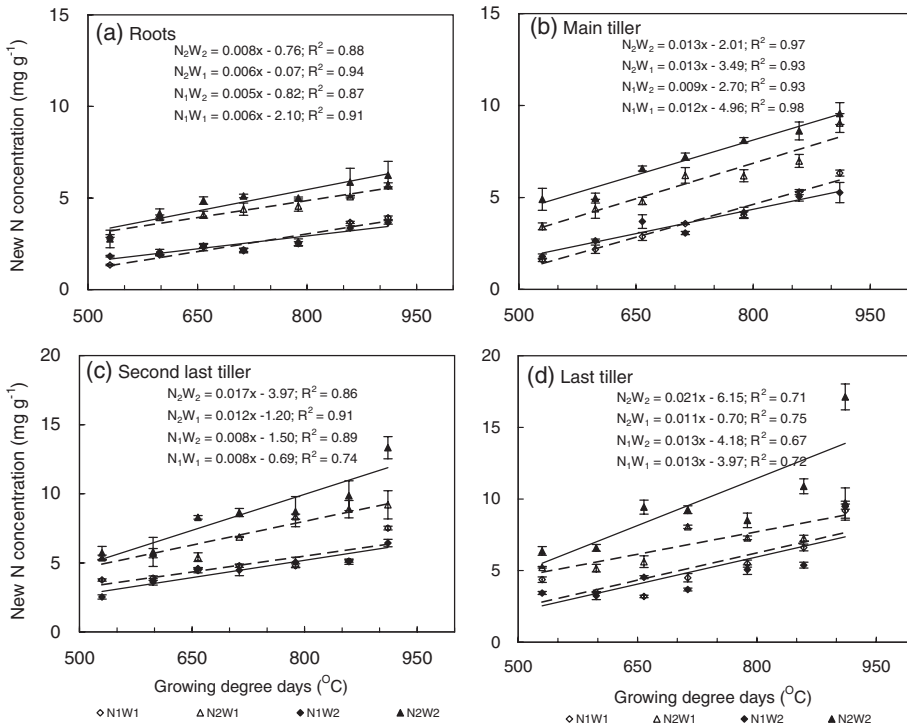 (a) Roots
N2W2 = 0.008x - 0.76; R2 = 0.88
N2W1 = 0.006x - 0.07; R2 = 0.94
N1W2 = 0.005x - 0.82; R2 = 0.87
N1W1 = 0.006x - 2.10; R2 = 0.91
New N concentration (mg g-1)
15
10
5
0
500 650 800 950
(b) Main tiller
N2W2 = 0.013x - 2.01; R2 = 0.97
N2W1 = 0.013x - 3.49; R2 = 0.93
N1W2 = 0.009x - 2.70; R2 = 0.93
N1W1 = 0.012x - 4.96; R2 = 0.98
15
10
5
0
500 650 800 950
(c) Second last tiller
N2W2 = 0.017x - 3.97; R2 = 0.86
N2W1 = 0.012x -1.20; R2 = 0.91
N1W2 = 0.008x - 1.50; R2 = 0.89
N1W1 = 0.008x - 0.69; R2 = 0.74
New N concentration (mg g-1)
20
15
10
5
0
500 650 800 950
Growing degree days (OC)
(d) Last tiller
N2W2 = 0.021x - 6.15; R2 = 0.71
N2W1 = 0.011x - 0.70; R2 = 0.75
N1W2 = 0.013x - 4.18; R2 = 0.67
N1W1 = 0.013x - 3.97; R2 = 0.72
20
15
10
5
0
500 650 800 950
Growing degree days (OC)
N1W1 N2W1 N1W2 N2W2
N1W1 N2W1 N1W2 N2W2